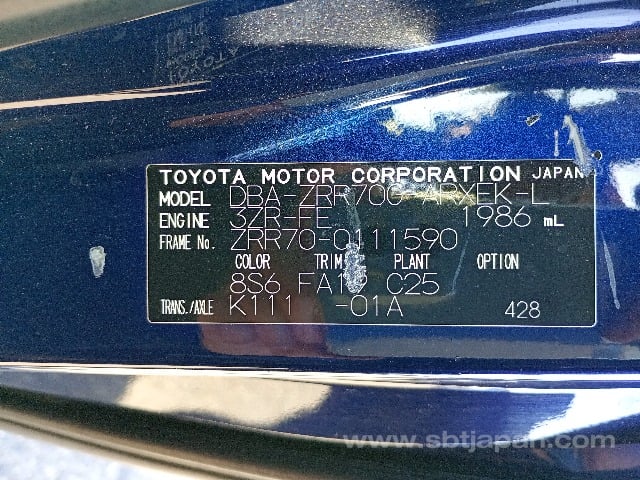 TOYOTA MOTOR CORPORATION JAPAN
MODEL DBA-ZRR70G-ARXEK-L
ENGINE 3ZR-FE 1986 mL
FRAME No. ZRR70-0111590
COLOR TRIM PLANT OPTION
8S6 C25
TRANS./AXLE K111 -01A 428
www.sbtjapan.com